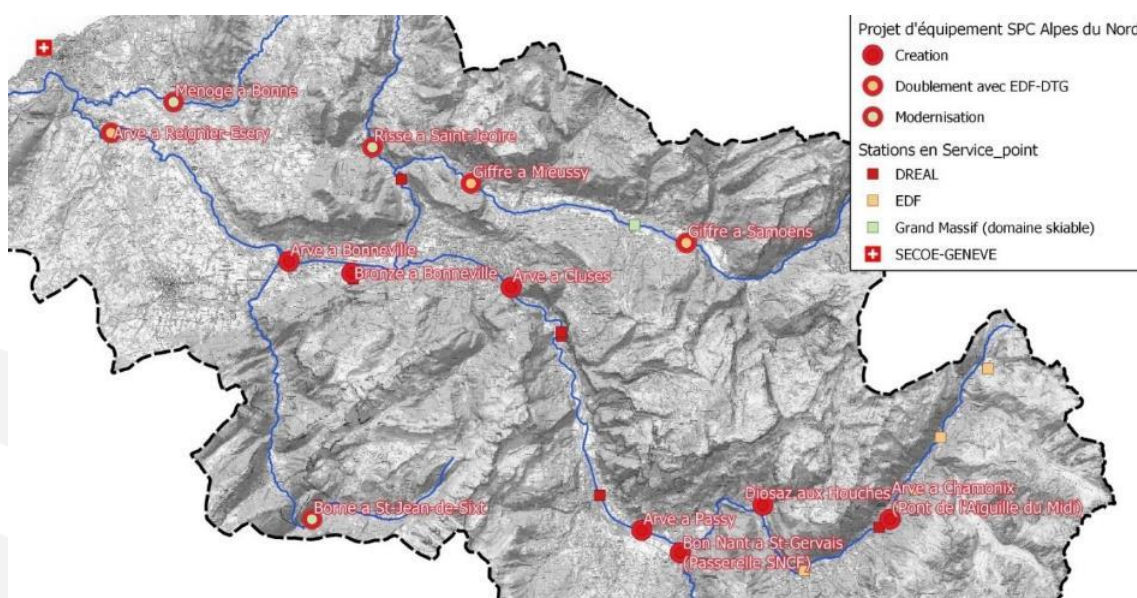 Projet d'équipement SPC Alpes du Nord
Creation
Doublement avec EDF-DTG
Modernisation
Stations en Service_point
DREAL
EDF
Grand Massif (domaine skiable)
SECOE-GENEVE
Menoge a Bonne
Arve a Reignier-Esery
Risse a Saint-Jeoire
Giffre a Mieussy
Giffre a Samoens
Arve a Bonneville
Bronze a Bonneville
Arve a Cluses
Borne a St-Jean-de-Sixt
Diosaz aux Houches
Arve a Chamonix
(Pont de l'Aiguille du Midi)
Arve a Passy
Bon Nant a St-Gervais
(Passerelle SNCF)